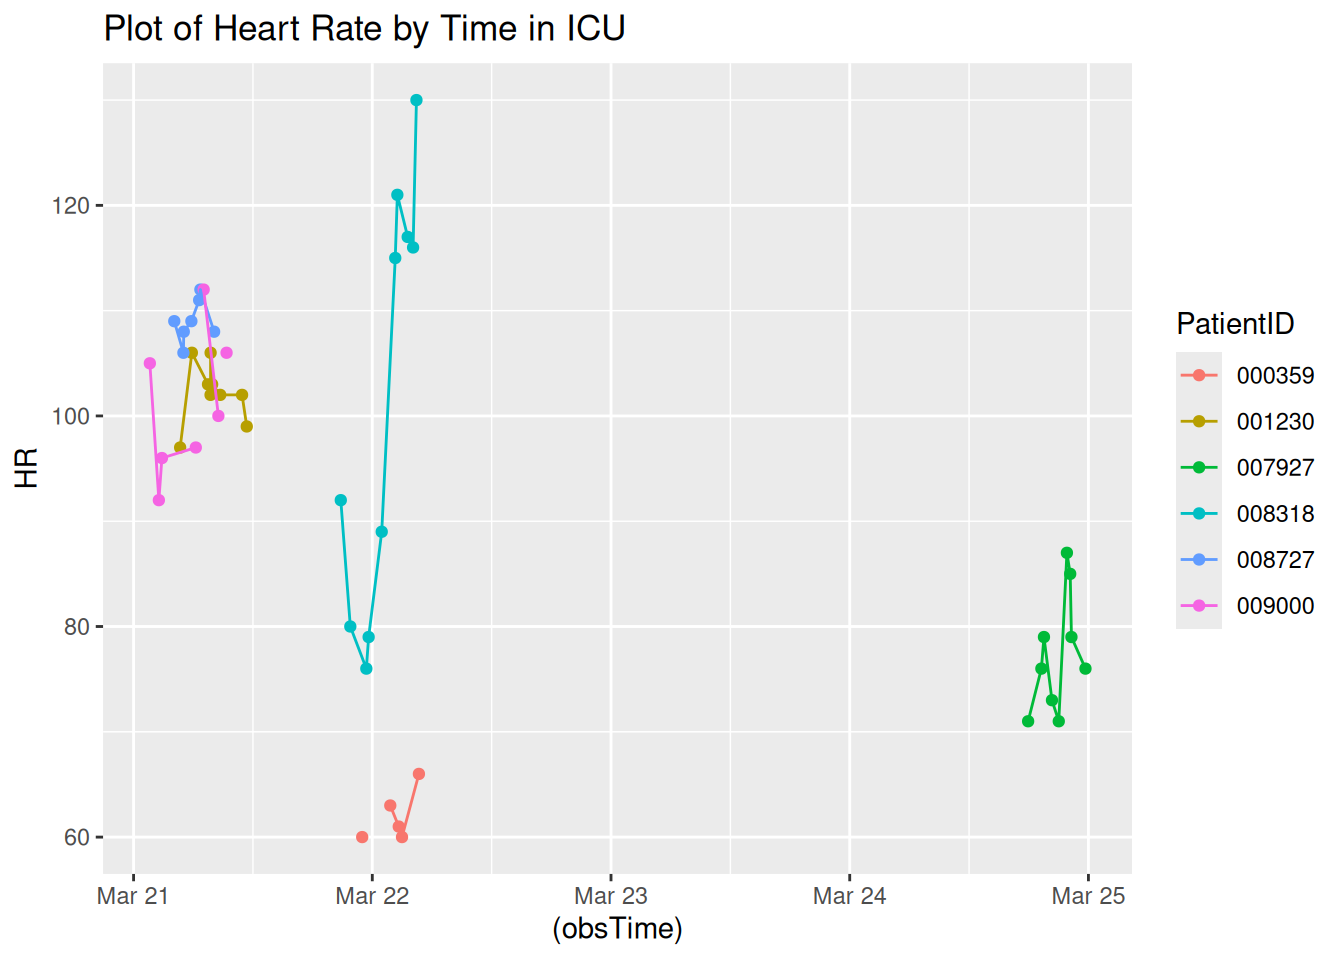 Plot of Heart Rate by Time in ICU
HR
120
100
80
60
Mar 21
Mar 22
Mar 23
Mar 24
Mar 25
(obsTime)
PatientID
000359
001230
007927
008318
008727
009000